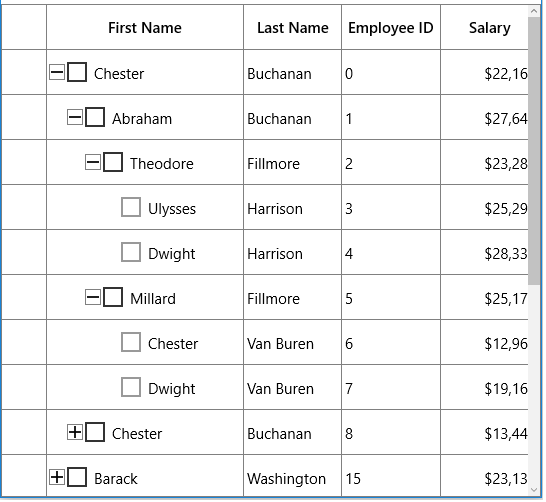 First Name Last Name Employee ID Salary
Chester Buchanan 0 $22,16
Abraham Buchanan 1 $27,64
Theodore Fillmore 2 $23,28
Ulysses Harrison 3 $25,29
Dwight Harrison 4 $28,33
Millard Fillmore 5 $25,17
Chester Van Buren 6 $12,96
Dwight Van Buren 7 $19,16
Chester Buchanan 8 $13,44
Barack Washington 15 $23,13